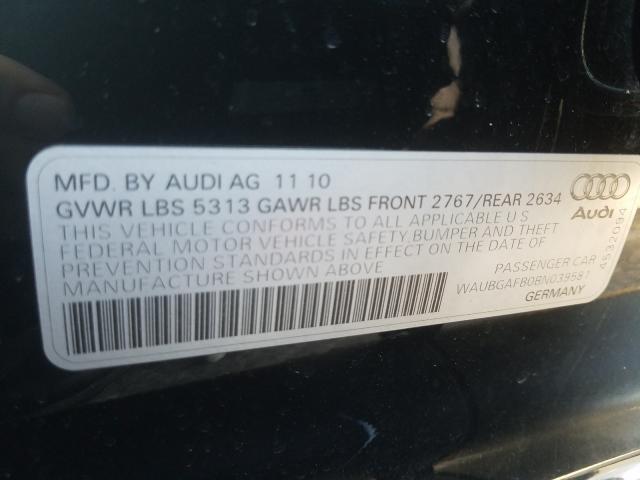 MFD. BY AUDI AG 11 10
GVWR LBS 5313 GAWR LBS FRONT 2767/REAR 2634
THIS VEHICLE CONFORMS TO ALL APPLICABLE U S
FEDERAL MOTOR VEHICLE SAFETY, BUMPER AND THEFT
PREVENTION STANDARDS IN EFFECT ON THE DATE OF
MANUFACTURE SHOWN ABOVE
PASSENGER CAR
WAUBGAFB0BN039581
GERMANY
Audi
4532094